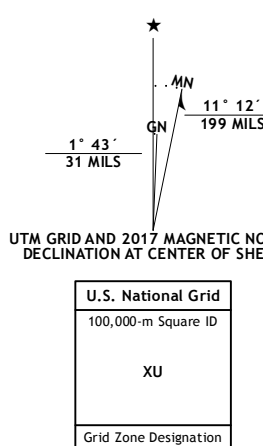 ★
MN
GN
11° 12´
199 MILS
1° 43´
31 MILS
UTM GRID AND 2017 MAGNETIC NO
DECLINATION AT CENTER OF SHE
U.S. National Grid
100,000-m Square ID
XU
Grid Zone Designation